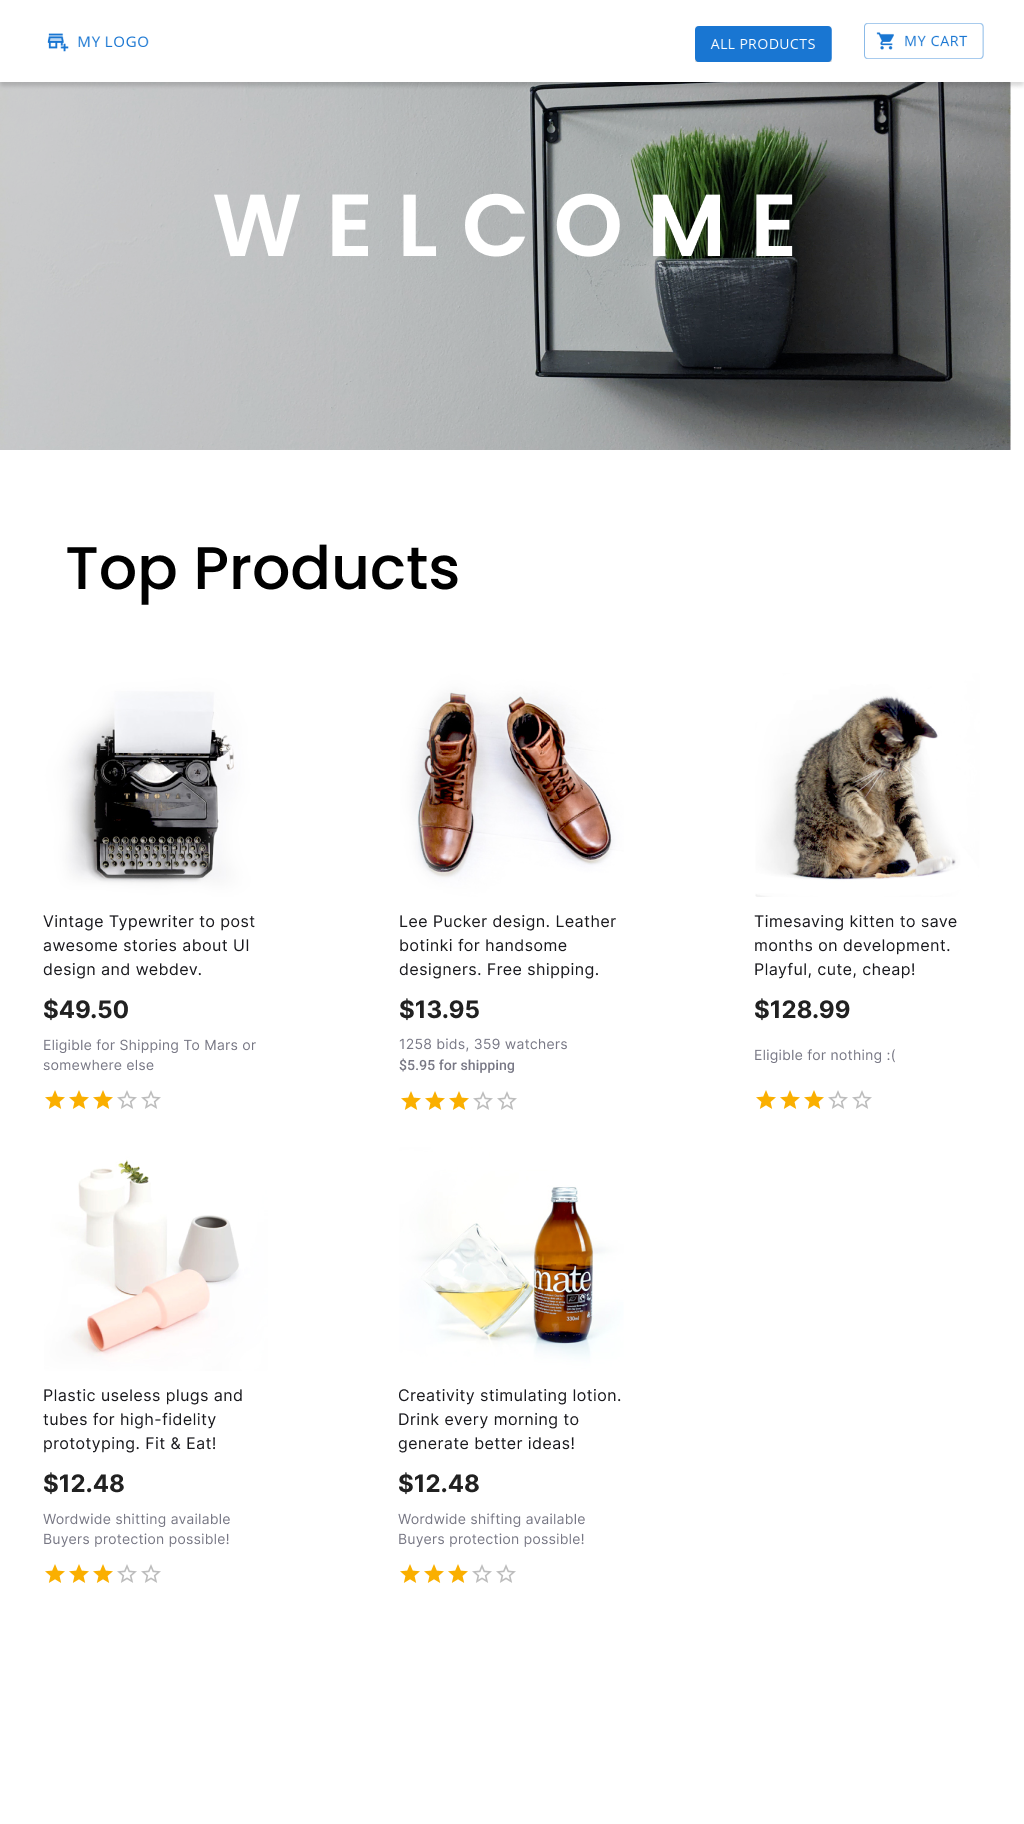 MY LOGO
ALL PRODUCTS
MY CART
WELCOME
Top Products
Vintage Typewriter to post
awesome stories about UI
design and webdev.
$49.50
Eligible for Shipping To Mars or
somewhere else
Lee Pucker design. Leather
botinki for handsome
designers. Free shipping.
$13.95
1258 bids, 359 watchers
$5.95 for shipping
Timesaving kitten to save
months on development.
Playful, cute, cheap!
$128.99
Eligible for nothing :(
mate
330ml
Plastic useless plugs and
tubes for high-fidelity
prototyping. Fit & Eat!
$12.48
Wordwide shitting available
Buyers protection possible!
Creativity stimulating lotion.
Drink every morning to
generate better ideas!
$12.48
Wordwide shifting available
Buyers protection possible!